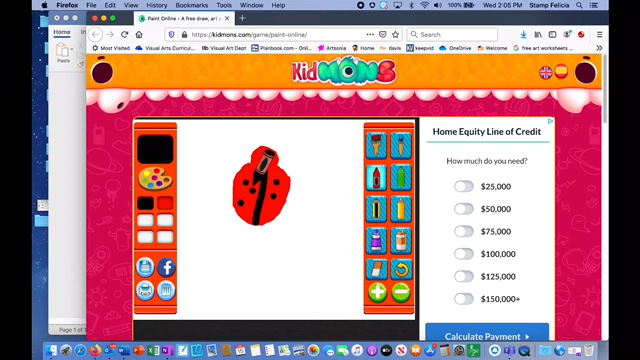 Firefox File Edit View History Bookmarks Tools Window Help
100% Wed 2:05 PM Stamp Felicia
Paint Online - A free draw, art a
Home
https://kidmons.com/game/paint-online/
Search
Most Visited Visual Arts Curricul... Visual Art Dept Planbook.com - Online... Artsonia Home me davis keepvid OneDrive Welcome free art worksheets
Paste
KidMONS
Home Equity Line of Credit
How much do you need?
$25,000
$50,000
$75,000
$100,000
$125,000
$150,000+
Calculate Payment
Page 1 of 1